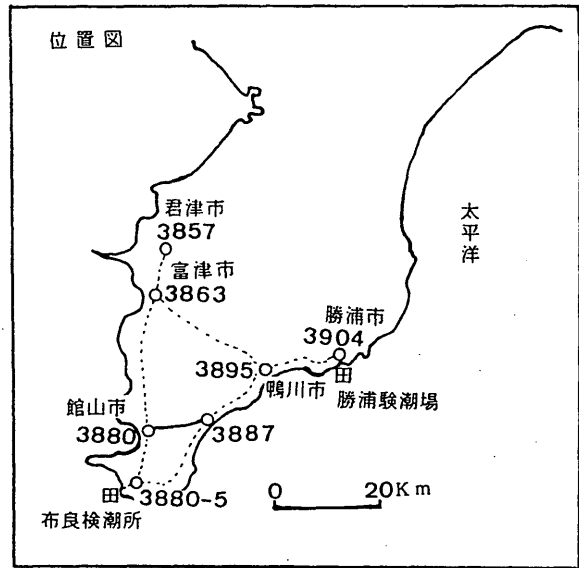 位置図
君津市
3857
富津市
3863
太平洋
勝浦市
3904
3895
鴨川市
勝浦験潮場
館山市
3880
3887
3880-5
布良検潮所
0 20Km